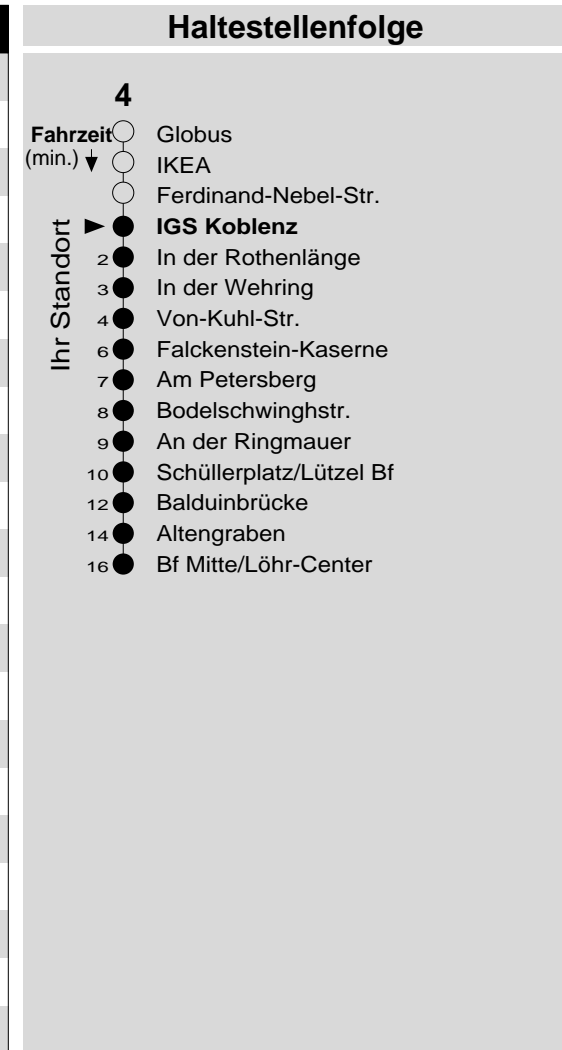 Haltestellenfolge
4
Fahrzeit
(min.)
Ihr Standort
Globus
IKEA
Ferdinand-Nebel-Str.
IGS Koblenz
2 In der Rothenlänge
3 In der Wehring
4 Von-Kuhl-Str.
6 Falckenstein-Kaserne
7 Am Petersberg
8 Bodelschwinghstr.
9 An der Ringmauer
10 Schüllerplatz/Lützel Bf
12 Balduinbrücke
14 Altengraben
16 Bf Mitte/Löhr-Center